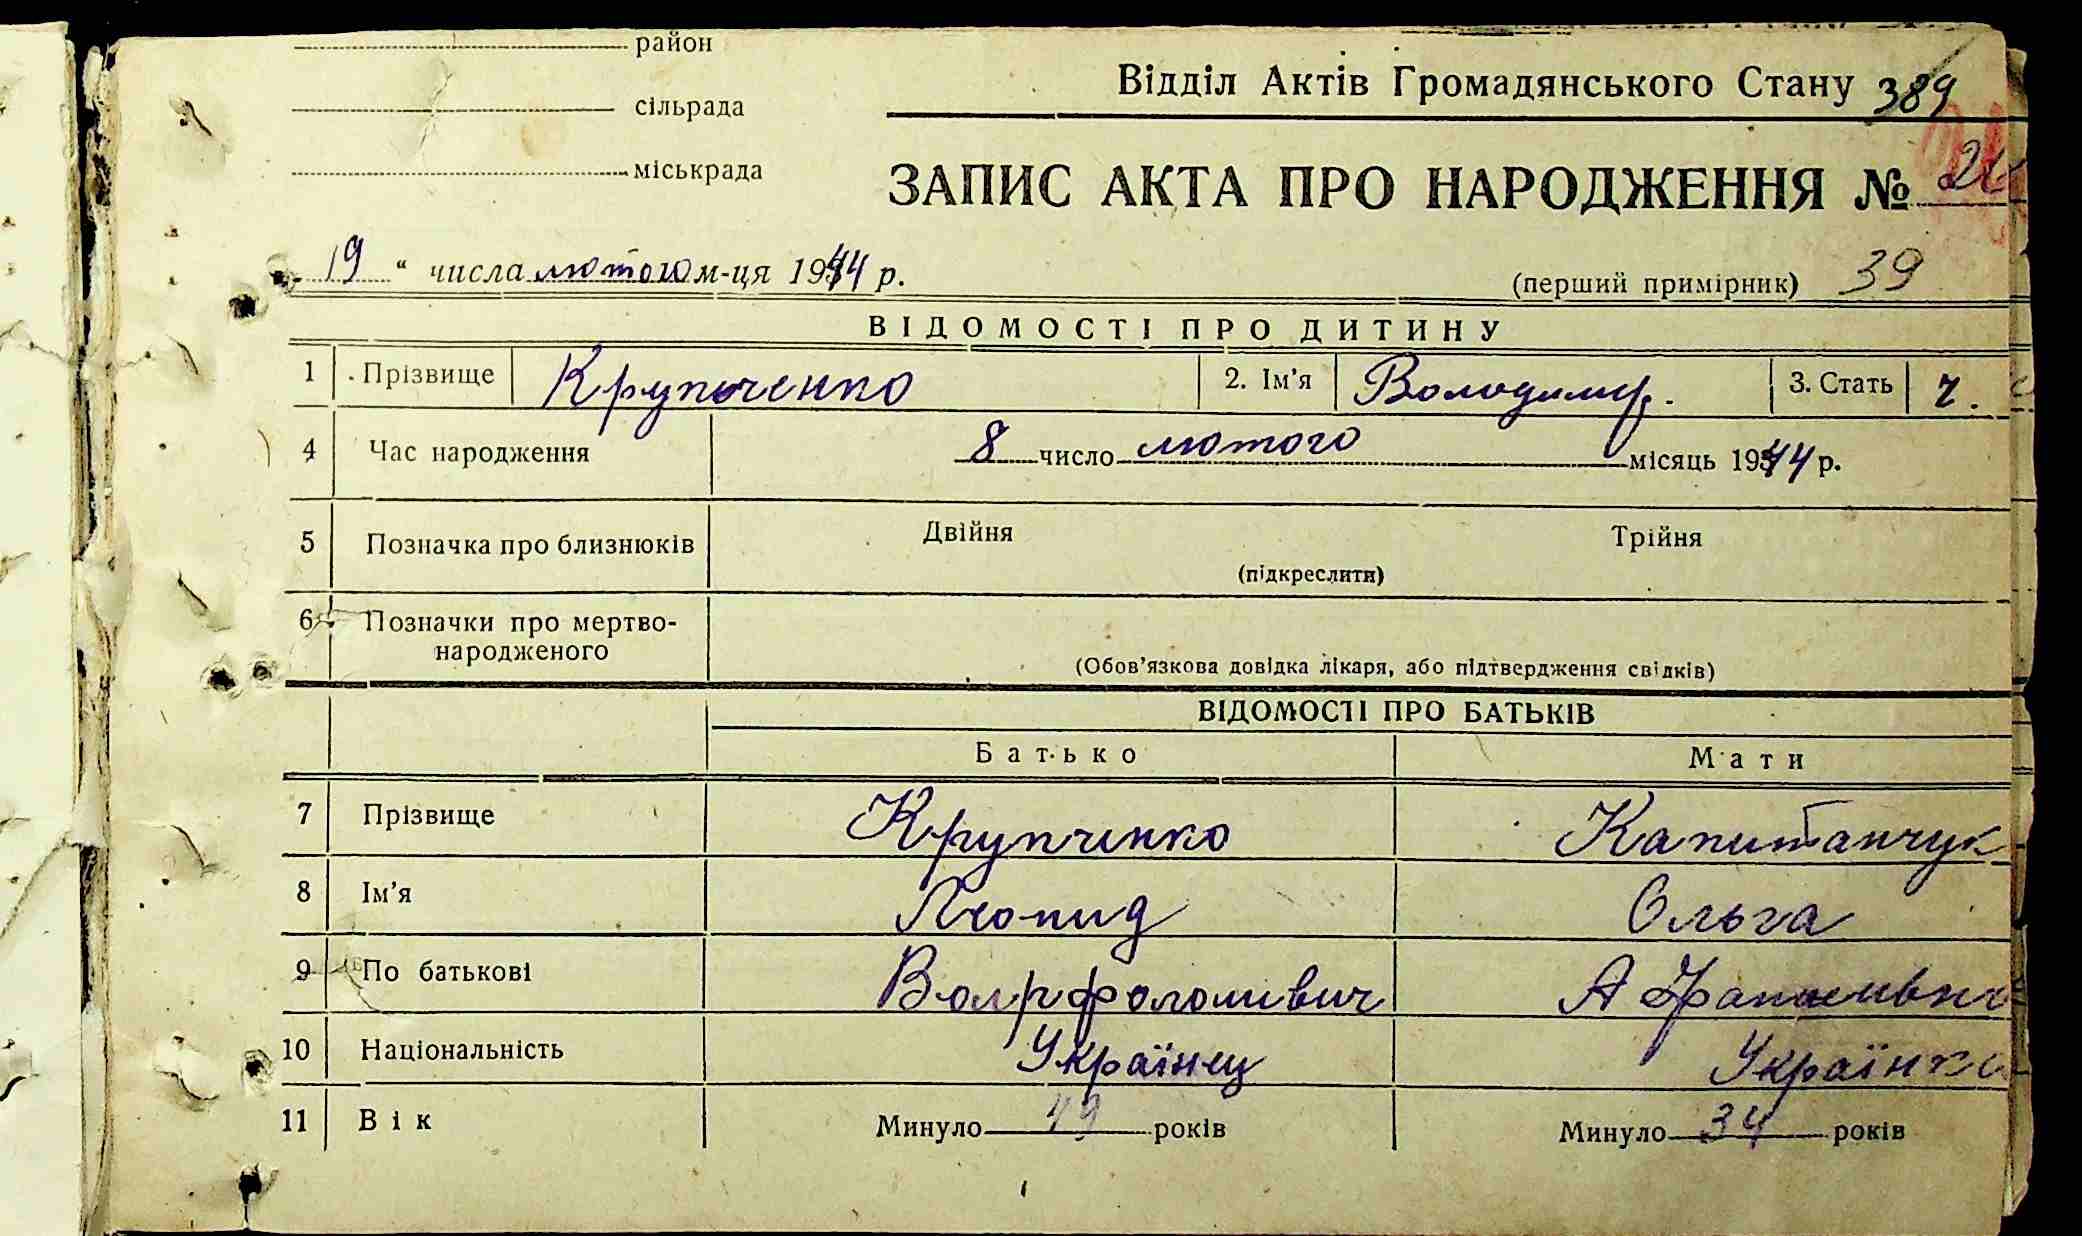 район
сільрада
Відділ Актів Громадянського Стану 389
міськрада
ЗАПИС АКТА ПРО НАРОДЖЕННЯ №
19 " числа лютого м-ця 1944 р.
(перший примірник) 39
ВІДОМОСТІ ПРО ДИТИНУ
1 Прізвище Крупченко 2. Ім'я Володимир. 3. Стать ч.
4 Час народження 8 число лютого місяць 1944 р.
5 Позначка про близнюків Двійня Трійня
(підкреслити)
6 Позначки про мертво-
народженого
(Обов'язкова довідка лікаря, або підтвердження свідків)
ВІДОМОСТІ ПРО БАТЬКІВ
Батько Мати
7 Прізвище Крупченко Капитанчук
8 Ім'я Леонид Ольга
9 По батькові
10 Національність Українец Українка
11 Вік Минуло 49 років Минуло 34 років